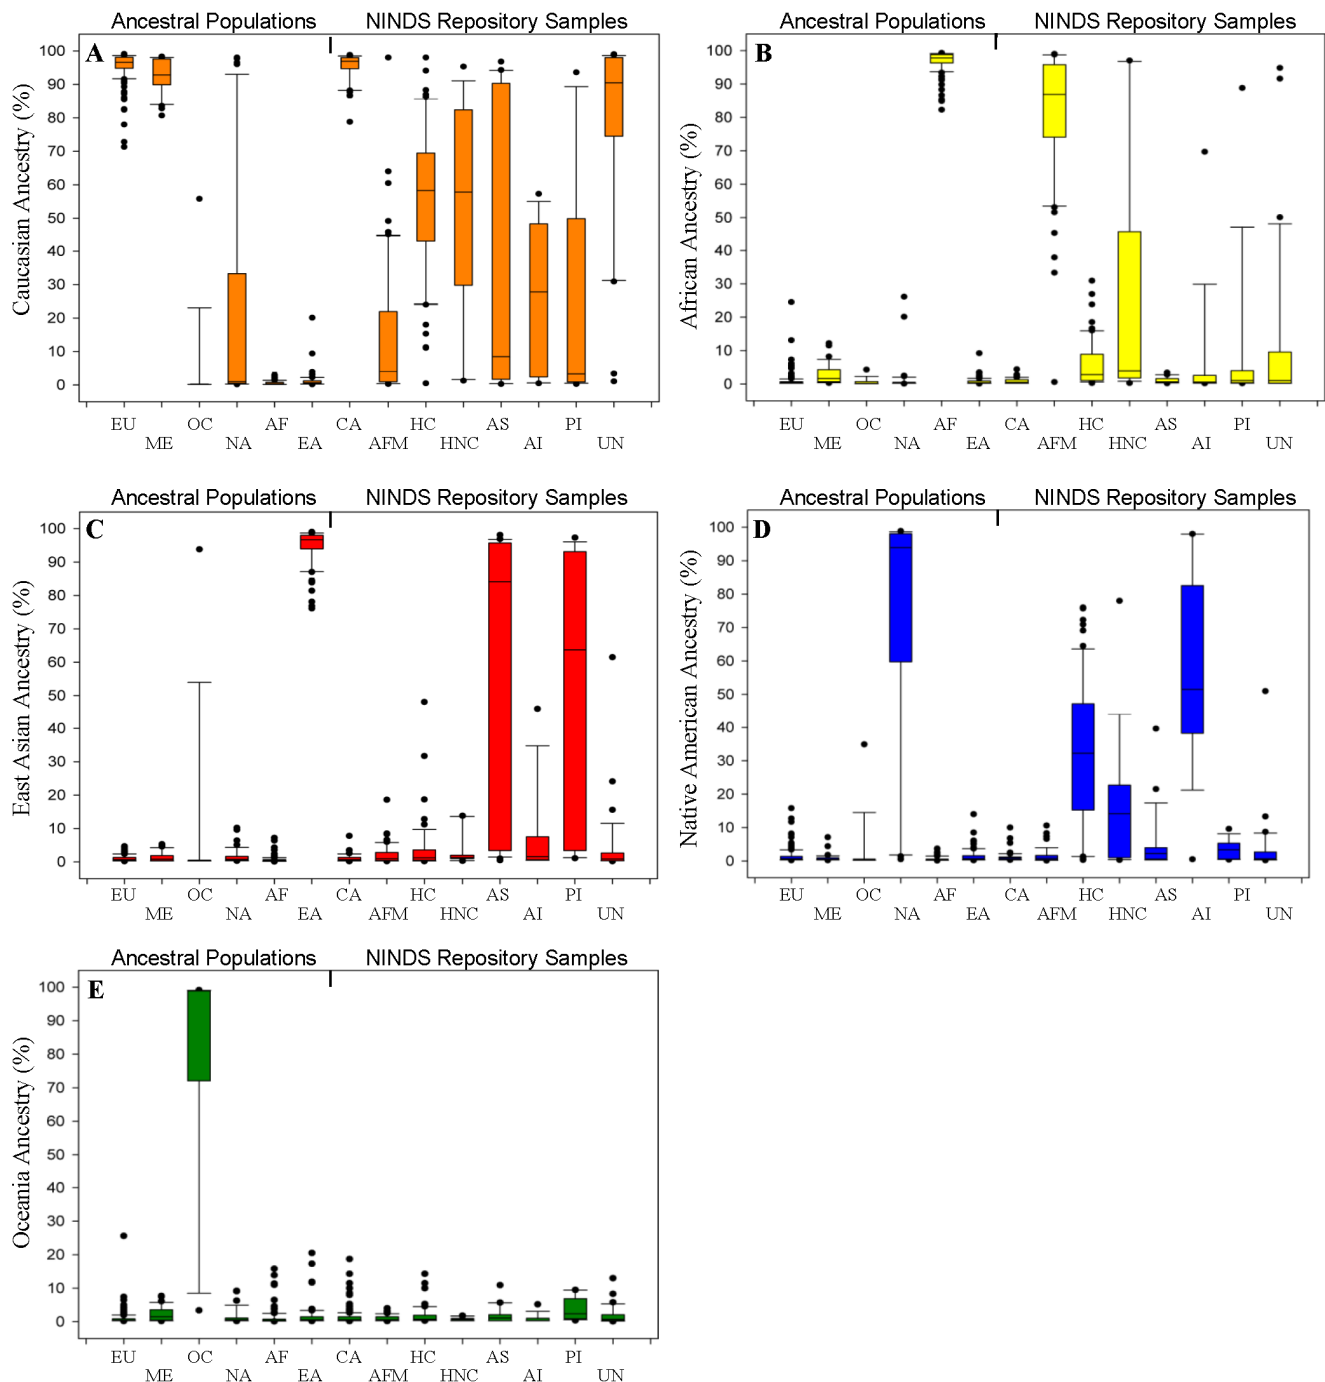 Ancestral Populations NINDS Repository Samples
A
Caucasian Ancestry (%)
100
90
80
70
60
50
40
30
20
10
0
EU OC AF CA HC AS PI
ME NA EA AFM HNC AI UN
Ancestral Populations NINDS Repository Samples
B
African Ancestry (%)
100
90
80
70
60
50
40
30
20
10
0
EU OC AF CA HC AS PI
ME NA EA AFM HNC AI UN
Ancestral Populations NINDS Repository Samples
C
East Asian Ancestry (%)
100
90
80
70
60
50
40
30
20
10
0
EU OC AF CA HC AS PI
ME NA EA AFM HNC AI UN
Ancestral Populations NINDS Repository Samples
D
Native American Ancestry (%)
100
90
80
70
60
50
40
30
20
10
0
EU OC AF CA HC AS PI
ME NA EA AFM HNC AI UN
Ancestral Populations NINDS Repository Samples
E
Oceania Ancestry (%)
100
90
80
70
60
50
40
30
20
10
0
EU OC AF CA HC AS PI
ME NA EA AFM HNC AI UN